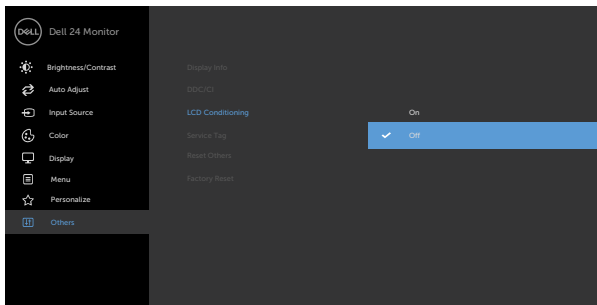 DELL Dell 24 Monitor
Brightness/Contrast
Auto Adjust
Input Source
Color
Display
Menu
Personalize
Others
Display Info
DDC/CI
LCD Conditioning
Service Tag
Reset Others
Factory Reset
On
Off